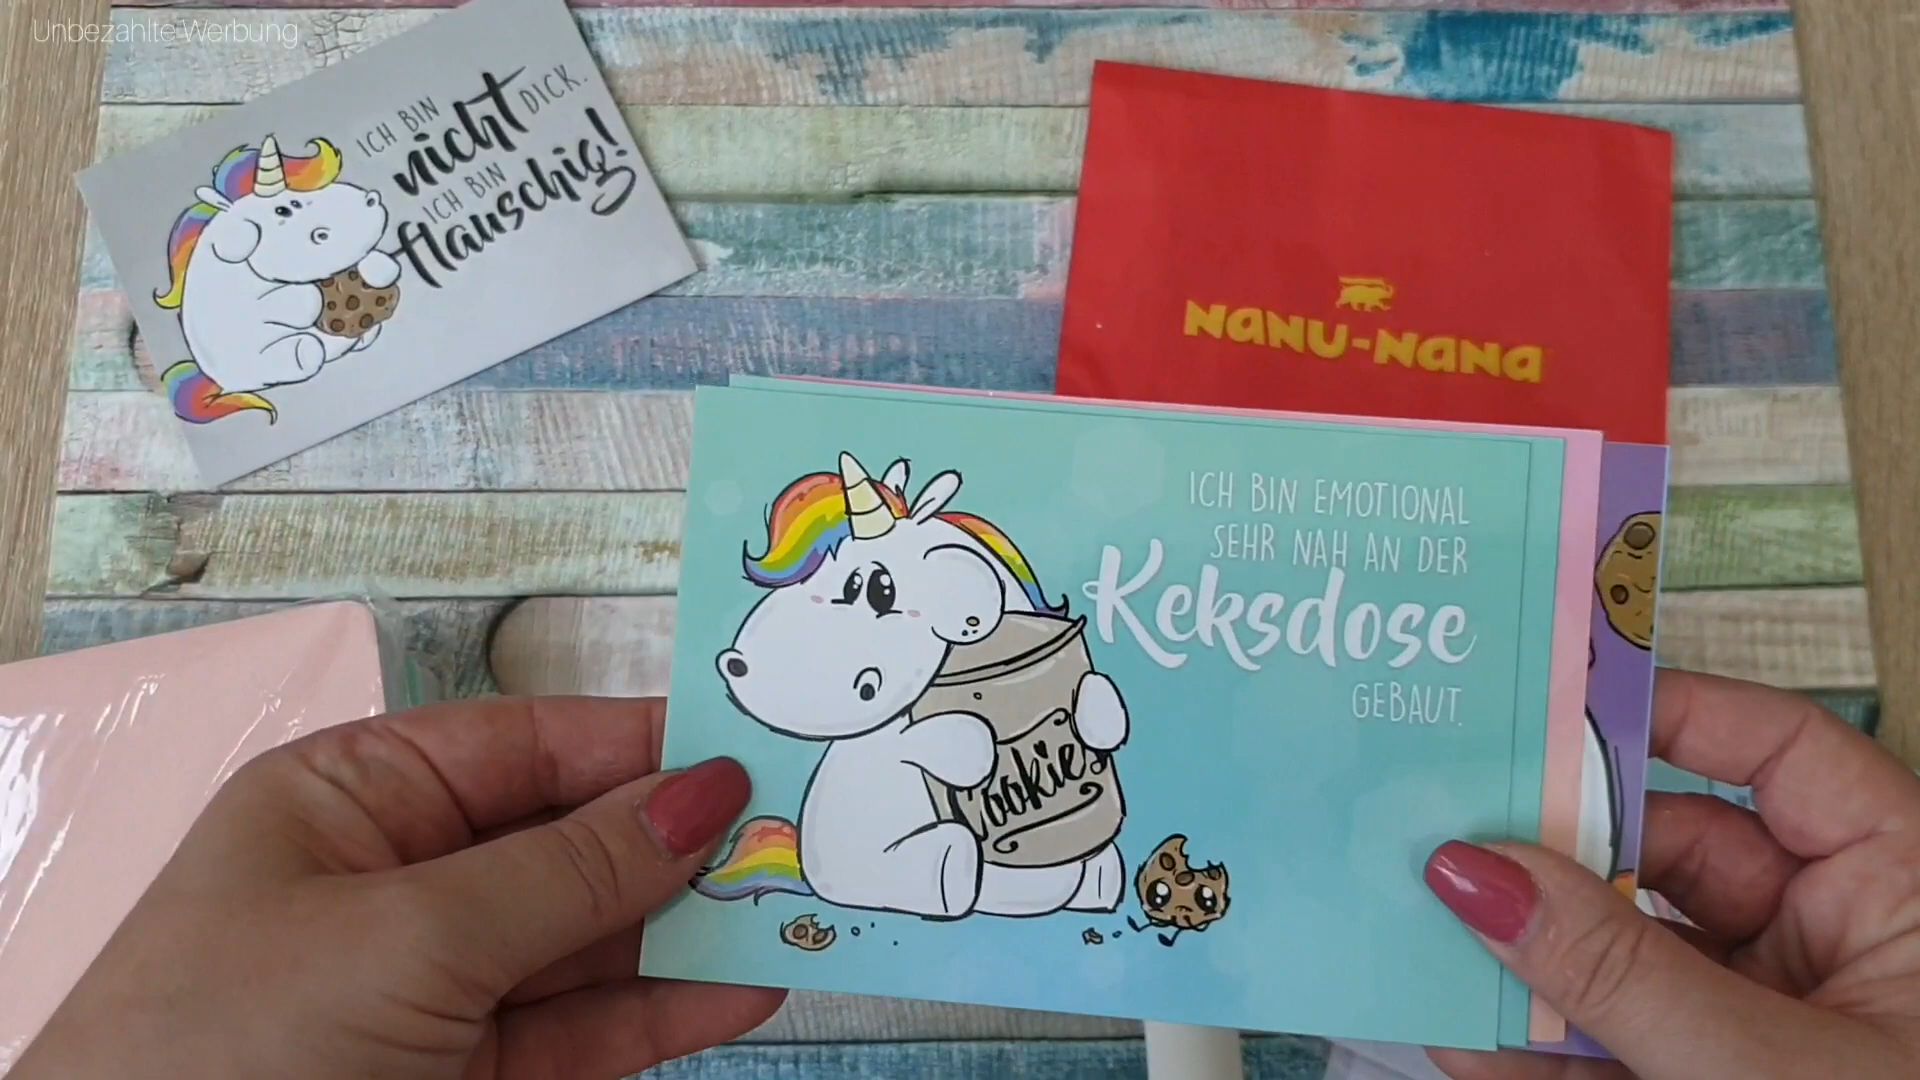 Unbezahlte Werbung
ICH BIN
nicht DICK.
ICH BIN
flauschig!
NANU-NANA
ICH BIN EMOTIONAL
SEHR NAH AN DER
Keksdose
GEBAUT.
Cookies